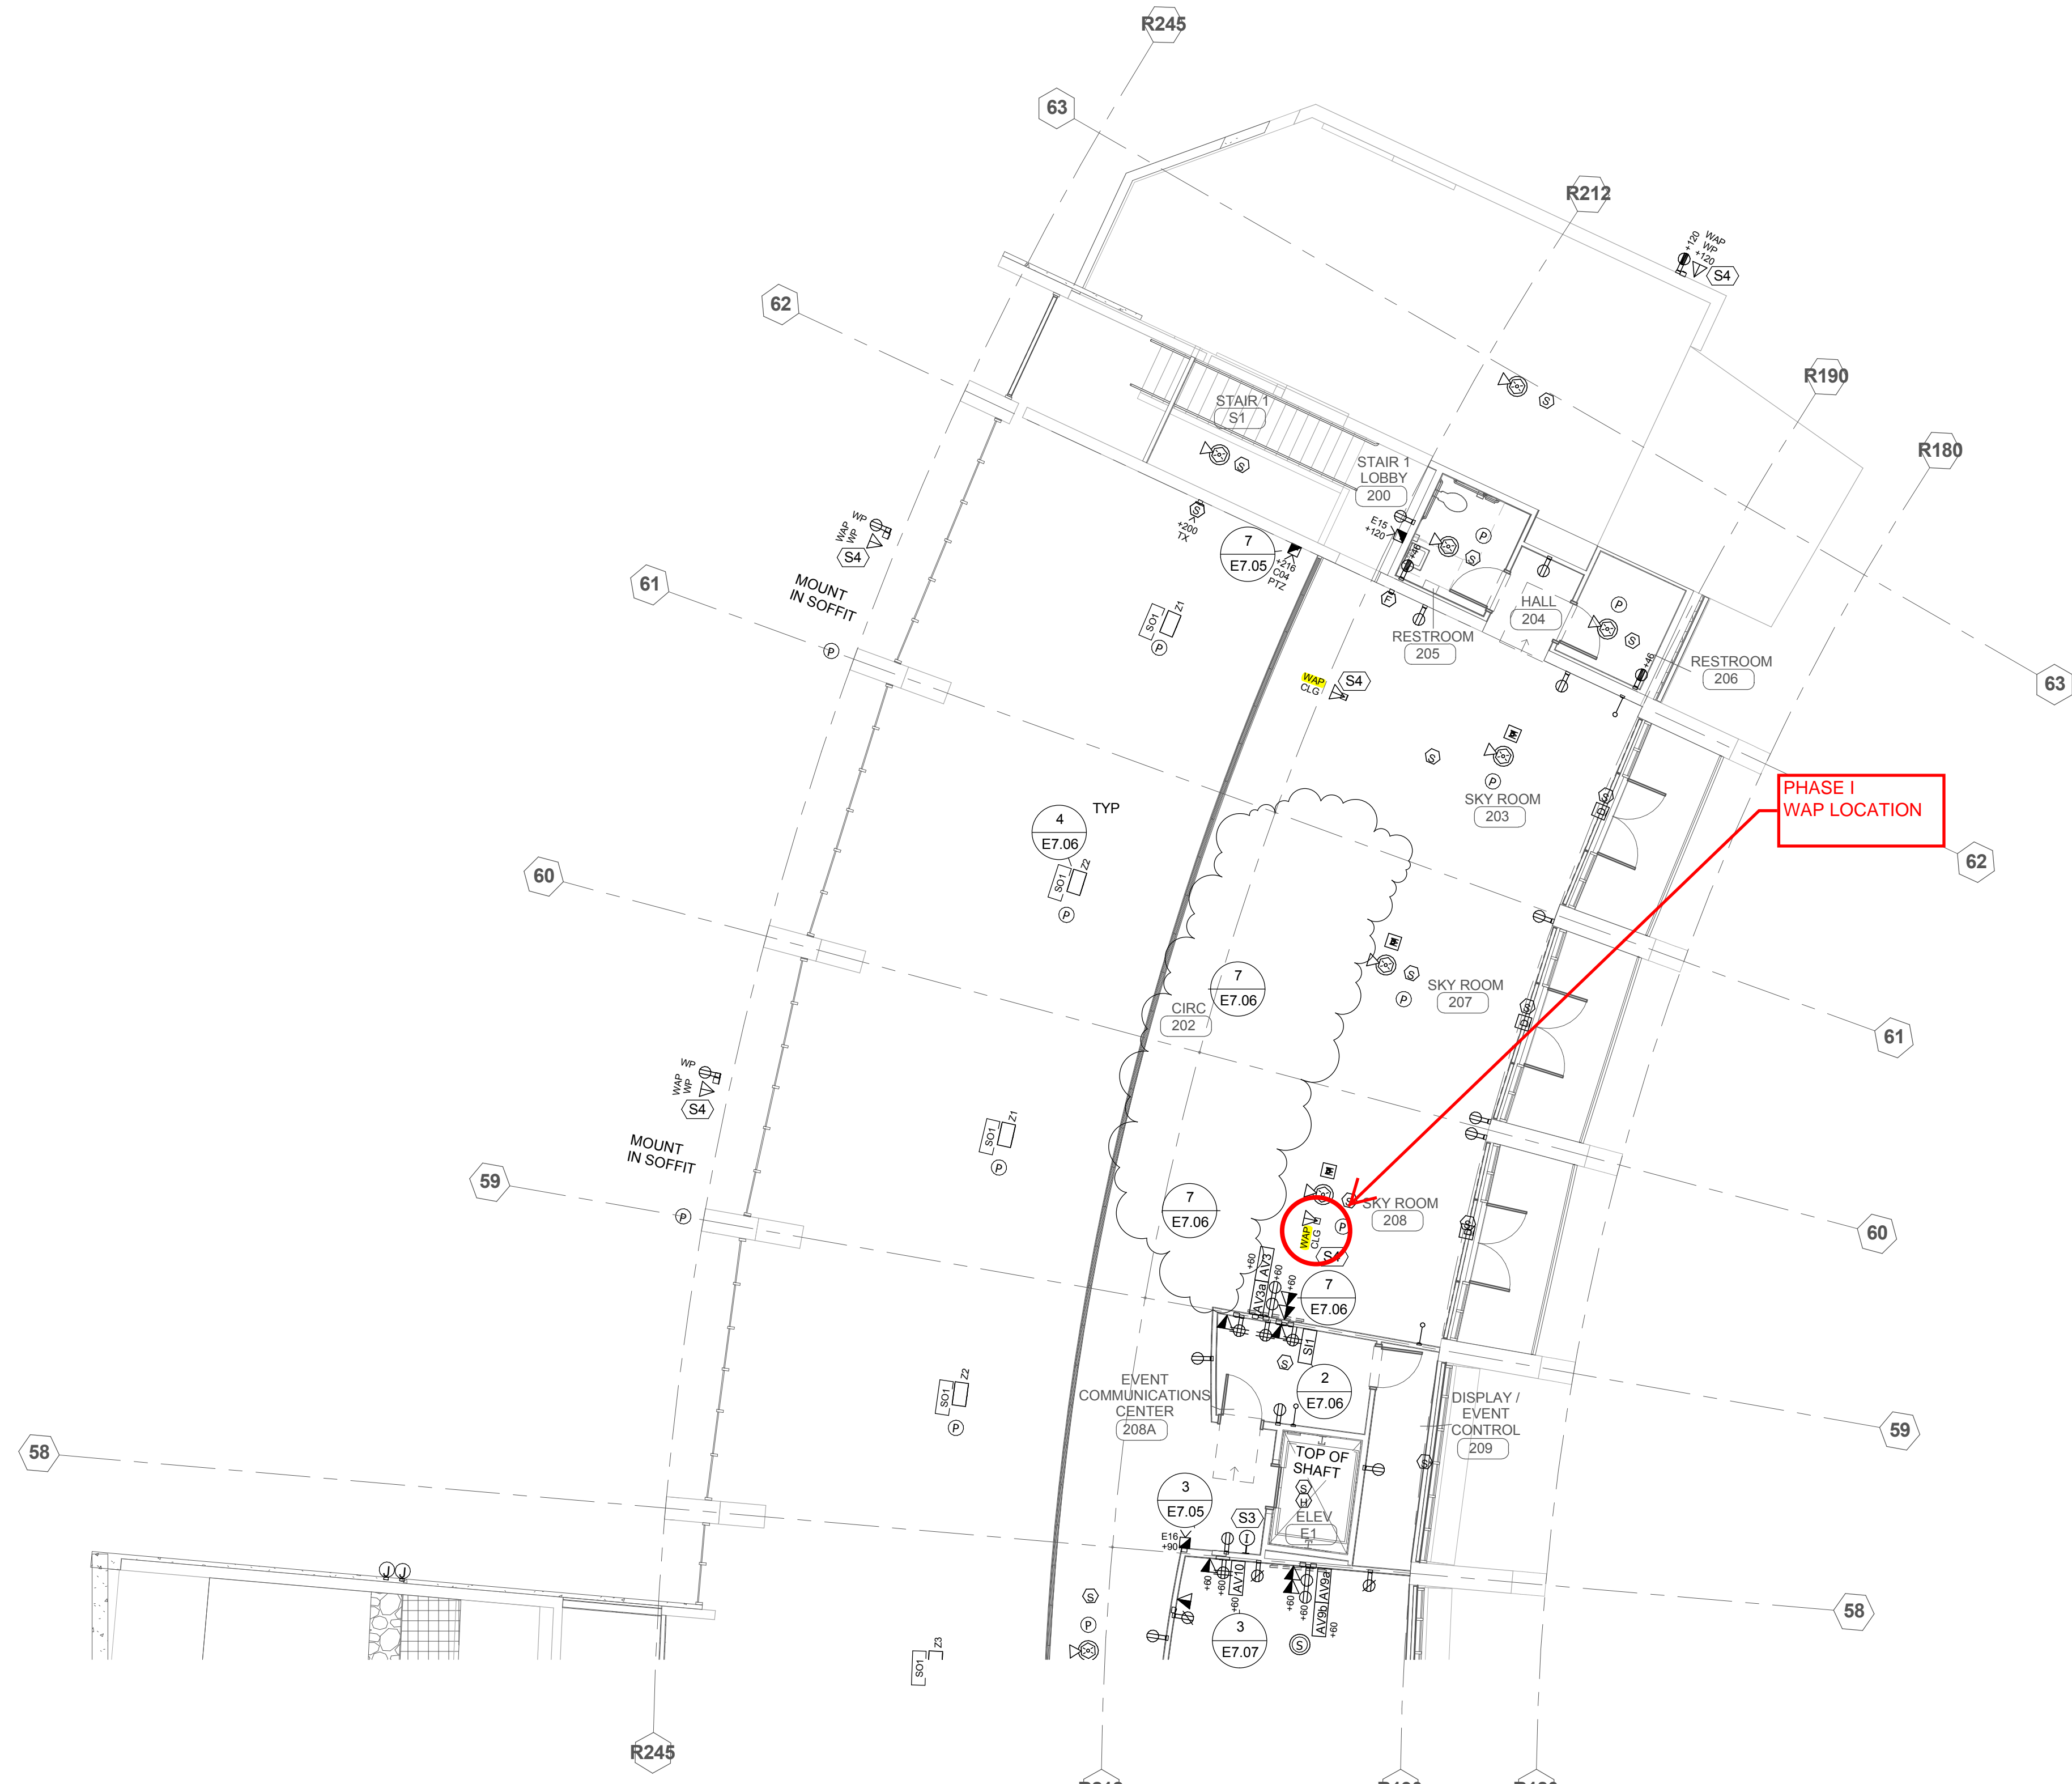 R245
63
R212
+120
WAP
WP
+120
S4
62
R190
STAIR 1
S1
R180
STAIR 1
LOBBY
200
E15
+120
WP
WAP
WP
S4
S
+200
TX
7
E7.05
+216
C04
PTZ
+46
P
S
61
MOUNT
IN SOFFIT
P
SO1
Z1
P
F
HALL
204
P
S
RESTROOM
205
+46
RESTROOM
206
63
WAP
CLG
S4
S
P
SKY ROOM
203
PHASE I
WAP LOCATION
4
E7.06
TYP
SO1
Z2
P
60
62
S
7
E7.06
CIRC
202
S
P
SKY ROOM
207
S
61
WP
WAP
WP
S4
MOUNT
IN SOFFIT
SO1
Z1
P
59
P
7
E7.06
WAP
CLG
S4
P
S
SKY ROOM
208
60
+60
AV3a
AV3
+60
+60
7
E7.06
SI1
S
2
E7.06
SO1
Z2
P
EVENT
COMMUNICATIONS
CENTER
208A
DISPLAY /
EVENT
CONTROL
209
59
58
TOP OF
SHAFT
S
H
ELEV
E1
S
3
E7.05
E16
+90
S3
I
J
J
+60
+60
AV10
+60
+60
+60
AV9b
AV9a
+60
S
P
3
E7.07
S
58
SO1
Z3
R245